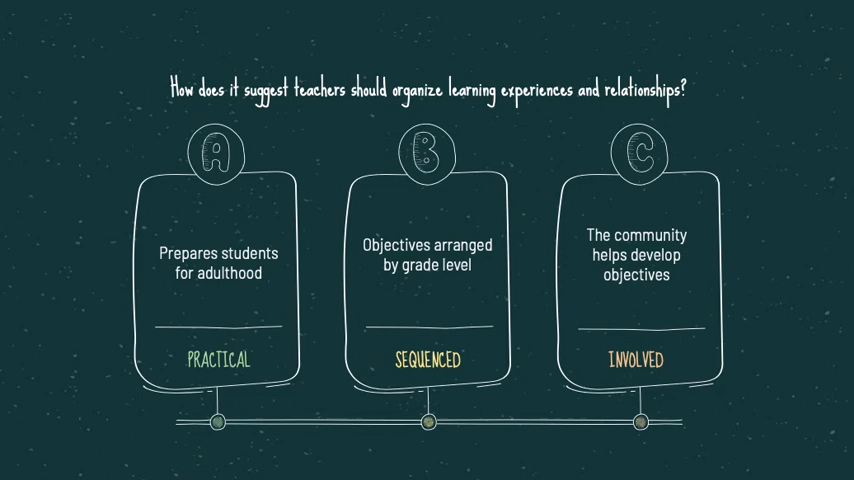 How does it suggest teachers should organize learning experiences and relationships?
A
B
C
Prepares students
for adulthood
PRACTICAL
Objectives arranged
by grade level
SEQUENCED
The community
helps develop
objectives
INVOLVED